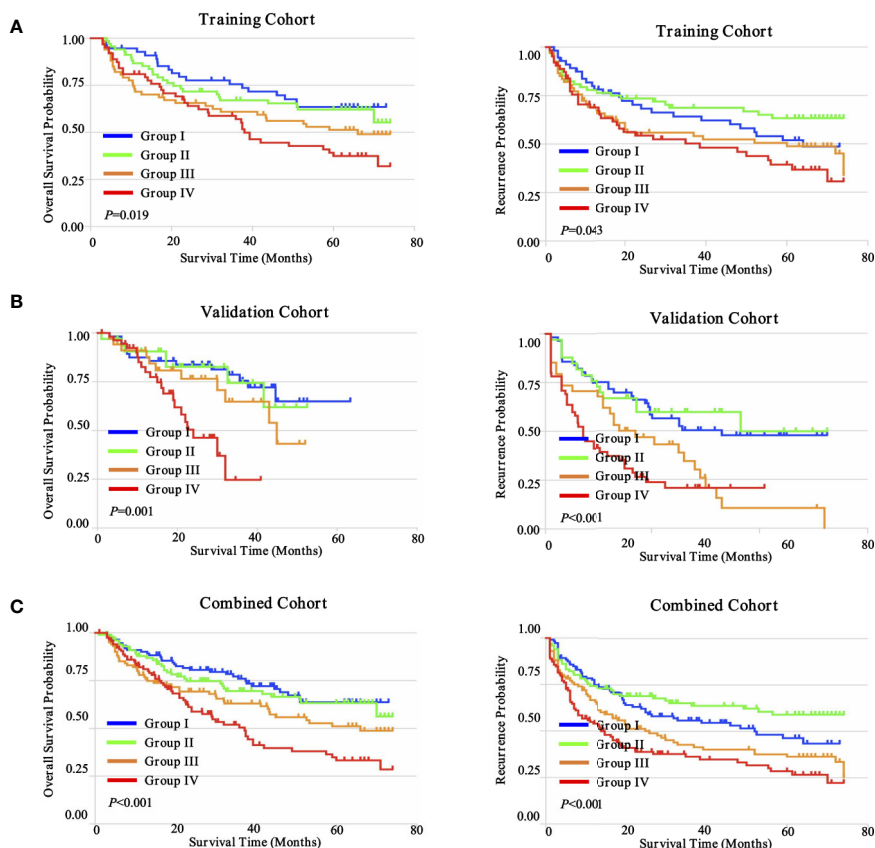 A
Training Cohort
Overall Survival Probability
1.00
0.75
0.50
0.25
0.00
Group I
Group II
Group III
Group IV
P=0.019
0
20
40
60
80
Survival Time (Months)
Training Cohort
Recurrence Probability
1.00
0.75
0.50
0.25
0.00
Group I
Group II
Group III
Group IV
P=0.043
0
20
40
60
80
Survival Time (Months)
B
Validation Cohort
Overall Survival Probability
1.00
0.75
0.50
0.25
0.00
Group I
Group II
Group III
Group IV
P=0.001
0
20
40
60
80
Survival Time (Months)
Validation Cohort
Recurrence Probability
1.00
0.75
0.50
0.25
0.00
Group I
Group II
Group III
Group IV
P<0.001
0
20
40
60
80
Survival Time (Months)
C
Combined Cohort
Overall Survival Probability
1.00
0.75
0.50
0.25
0.00
Group I
Group II
Group III
Group IV
P<0.001
0
20
40
60
80
Survival Time (Months)
Combined Cohort
Recurrence Probability
1.00
0.75
0.50
0.25
0.00
Group I
Group II
Group III
Group IV
P<0.001
0
20
40
60
80
Survival Time (Months)